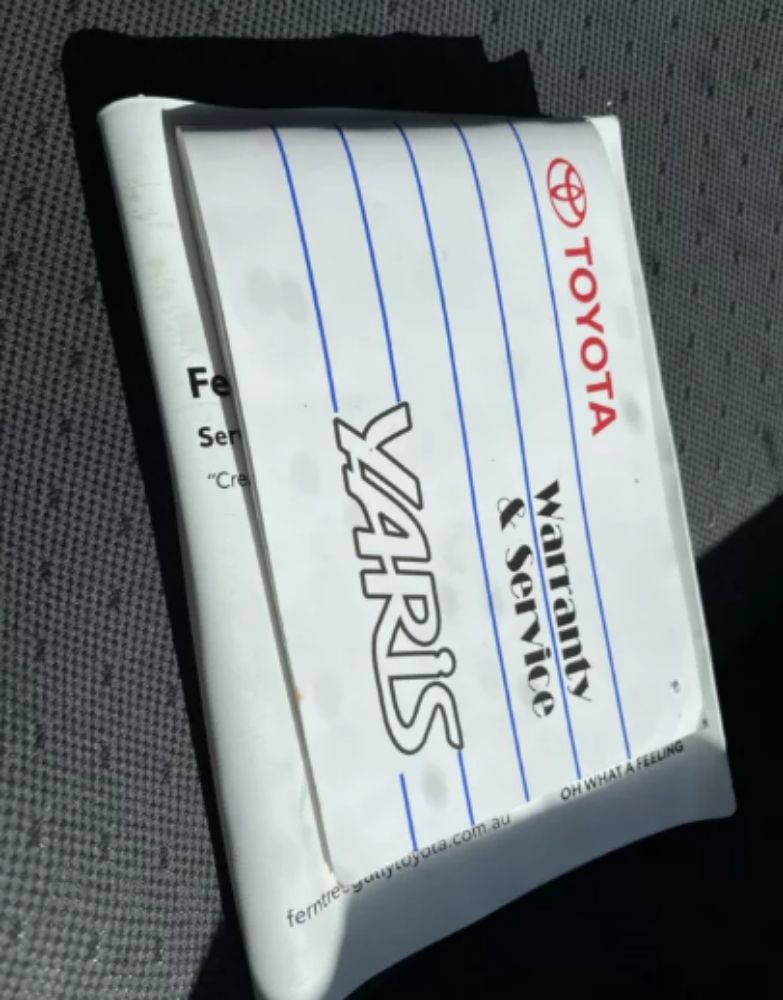 TOYOTA
Warranty
& Service
YARIS
Fe
Ser
"Cre
ferntreegullytoyota.com.au
OH WHAT A FEELING